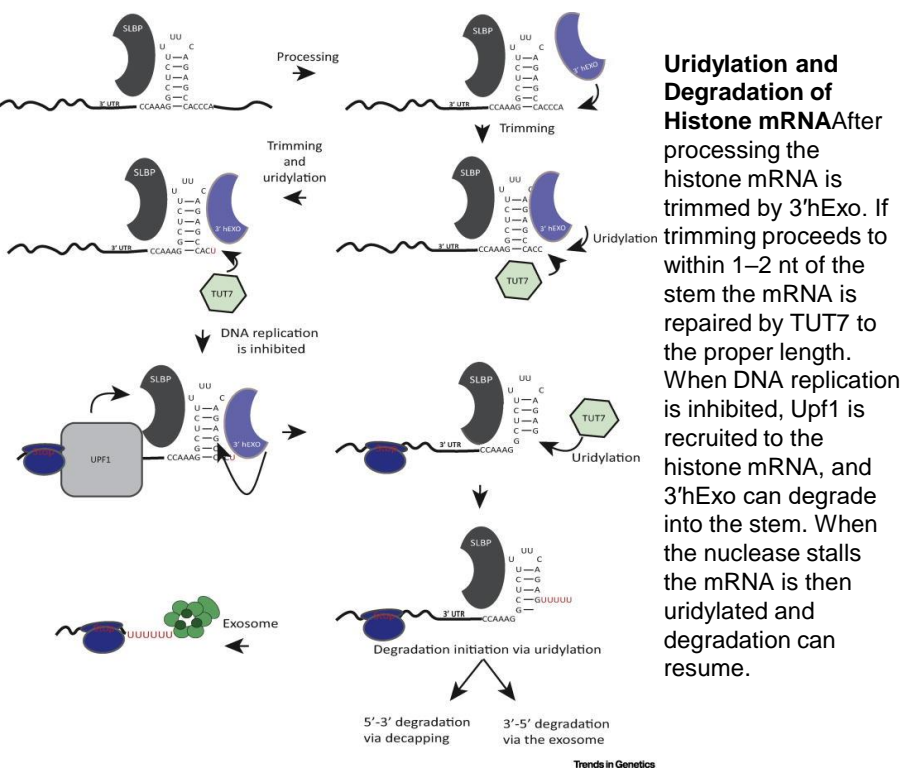 SLBP
UU
U C
U—A
C—G
U—A
C—G
G—C
3' UTR CCAAAG CACCCA
Processing
SLBP
UU
U C
U—A
C—G
U—A
C—G
G—C
3' UTR CCAAAG CACCCA
3' hEXO
Trimming
Trimming
and
uridylation
SLBP
UU
U C
U—A
C—G
U—A
C—G
G—C
3' UTR CCAAAG CACU
3' hEXO
TUT7
SLBP
UU
U C
U—A
C—G
U—A
C—G
G—C
3' UTR CCAAAG CACC
3' hEXO
Uridylation
TUT7
DNA replication
is inhibited
SLBP
UU
U C
U—A
C—G
U—A
C—G
UPF1
CCAAAG
3' hEXO
SLBP
UU
U C
U A
C G
U A
C G
G
3' UTR CCAAAG
TUT7
Uridylation
SLBP
UU
U C
U—A
C—G
U—A
C—GUUUUU
G—
3' UTR CCAAAG
Degradation initiation via uridylation
UUUUUU
Exosome
5'-3' degradation
via decapping
3'-5' degradation
via the exosome
Trends in Genetics
Uridylation and
Degradation of
Histone mRNAAfter
processing the
histone mRNA is
trimmed by 3'hExo. If
trimming proceeds to
within 1–2 nt of the
stem the mRNA is
repaired by TUT7 to
the proper length.
When DNA replication
is inhibited, Upf1 is
recruited to the
histone mRNA, and
3'hExo can degrade
into the stem. When
the nuclease stalls
the mRNA is then
uridylated and
degradation can
resume.